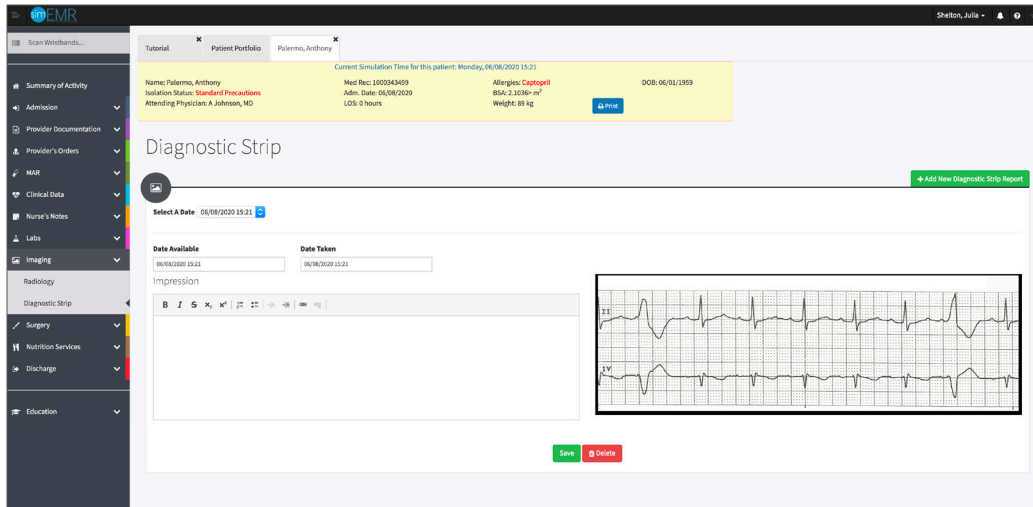 simEMR
Shelton, Julia
Scan Wristbands...
Summary of Activity
Admission
Provider Documentation
Provider's Orders
MAR
Clinical Data
Nurse's Notes
Labs
Imaging
Radiology
Diagnostic Strip
Surgery
Nutrition Services
Discharge
Education
Tutorial
Patient Portfolio
Palermo, Anthony
Current Simulation Time for this patient: Monday, 06/08/2020 15:21
Name: Palermo, Anthony Med Rec: 1000343499 Allergies: Captopril DOB: 06/01/1959
Isolation Status: Standard Precautions Adm. Date: 06/08/2020 BSA: 2.1036> m²
Attending Physician: A Johnson, MD LOS: 0 hours Weight: 89 kg Print
Diagnostic Strip
+ Add New Diagnostic Strip Report
Select A Date 06/08/2020 15:21
Date Available Date Taken
06/08/2020 15:21 06/08/2020 15:21
Impression
B I S x₂ x²
II
1V
Save Delete